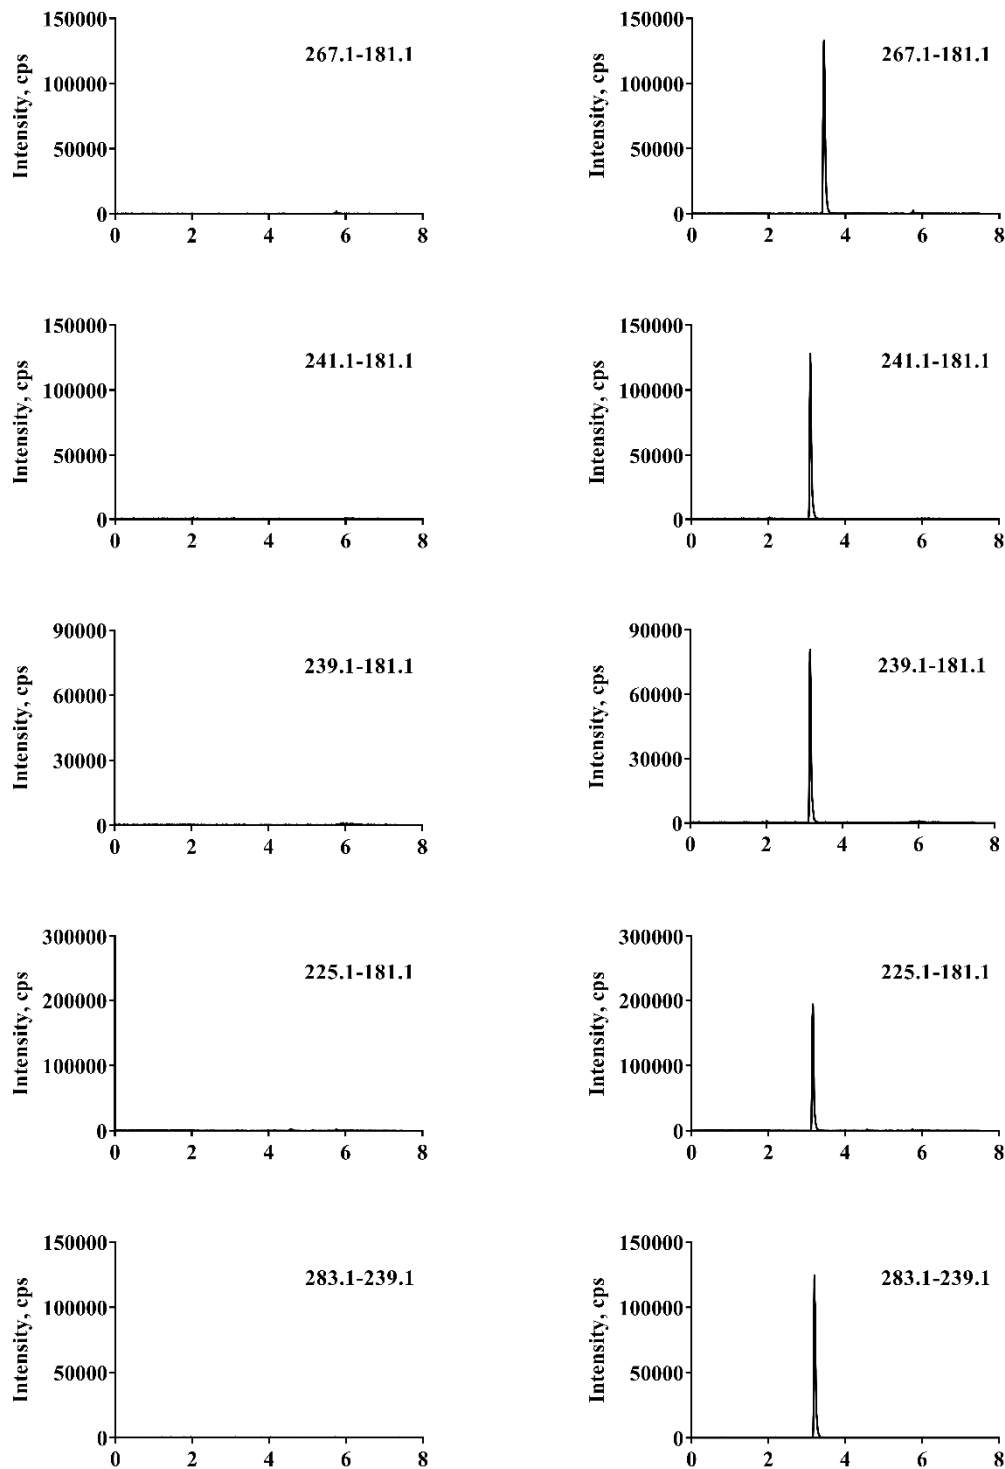 150000
100000
50000
0
Intensity, cps
267.1-181.1
0 2 4 6 8
150000
100000
50000
0
Intensity, cps
267.1-181.1
0 2 4 6 8
150000
100000
50000
0
Intensity, cps
241.1-181.1
0 2 4 6 8
150000
100000
50000
0
Intensity, cps
241.1-181.1
0 2 4 6 8
90000
60000
30000
0
Intensity, cps
239.1-181.1
0 2 4 6 8
90000
60000
30000
0
Intensity, cps
239.1-181.1
0 2 4 6 8
300000
200000
100000
0
Intensity, cps
225.1-181.1
0 2 4 6 8
300000
200000
100000
0
Intensity, cps
225.1-181.1
0 2 4 6 8
150000
100000
50000
0
Intensity, cps
283.1-239.1
0 2 4 6 8
150000
100000
50000
0
Intensity, cps
283.1-239.1
0 2 4 6 8